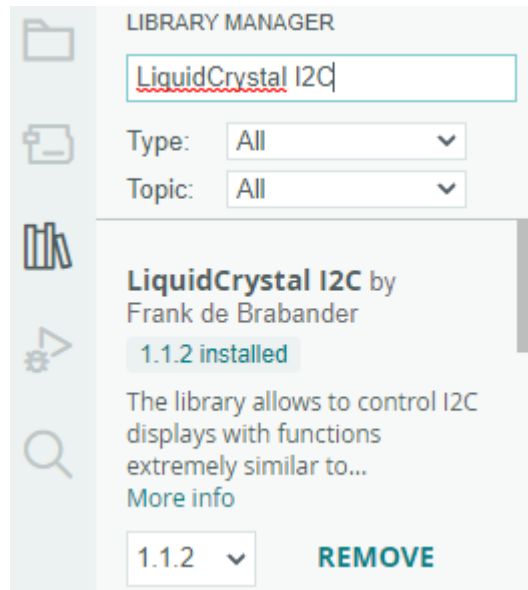 LIBRARY MANAGER
LiquidCrystal I2C
Type: All
Topic: All
LiquidCrystal I2C by
Frank de Brabander
1.1.2 installed
The library allows to control I2C
displays with functions
extremely similar to...
More info
1.1.2 REMOVE